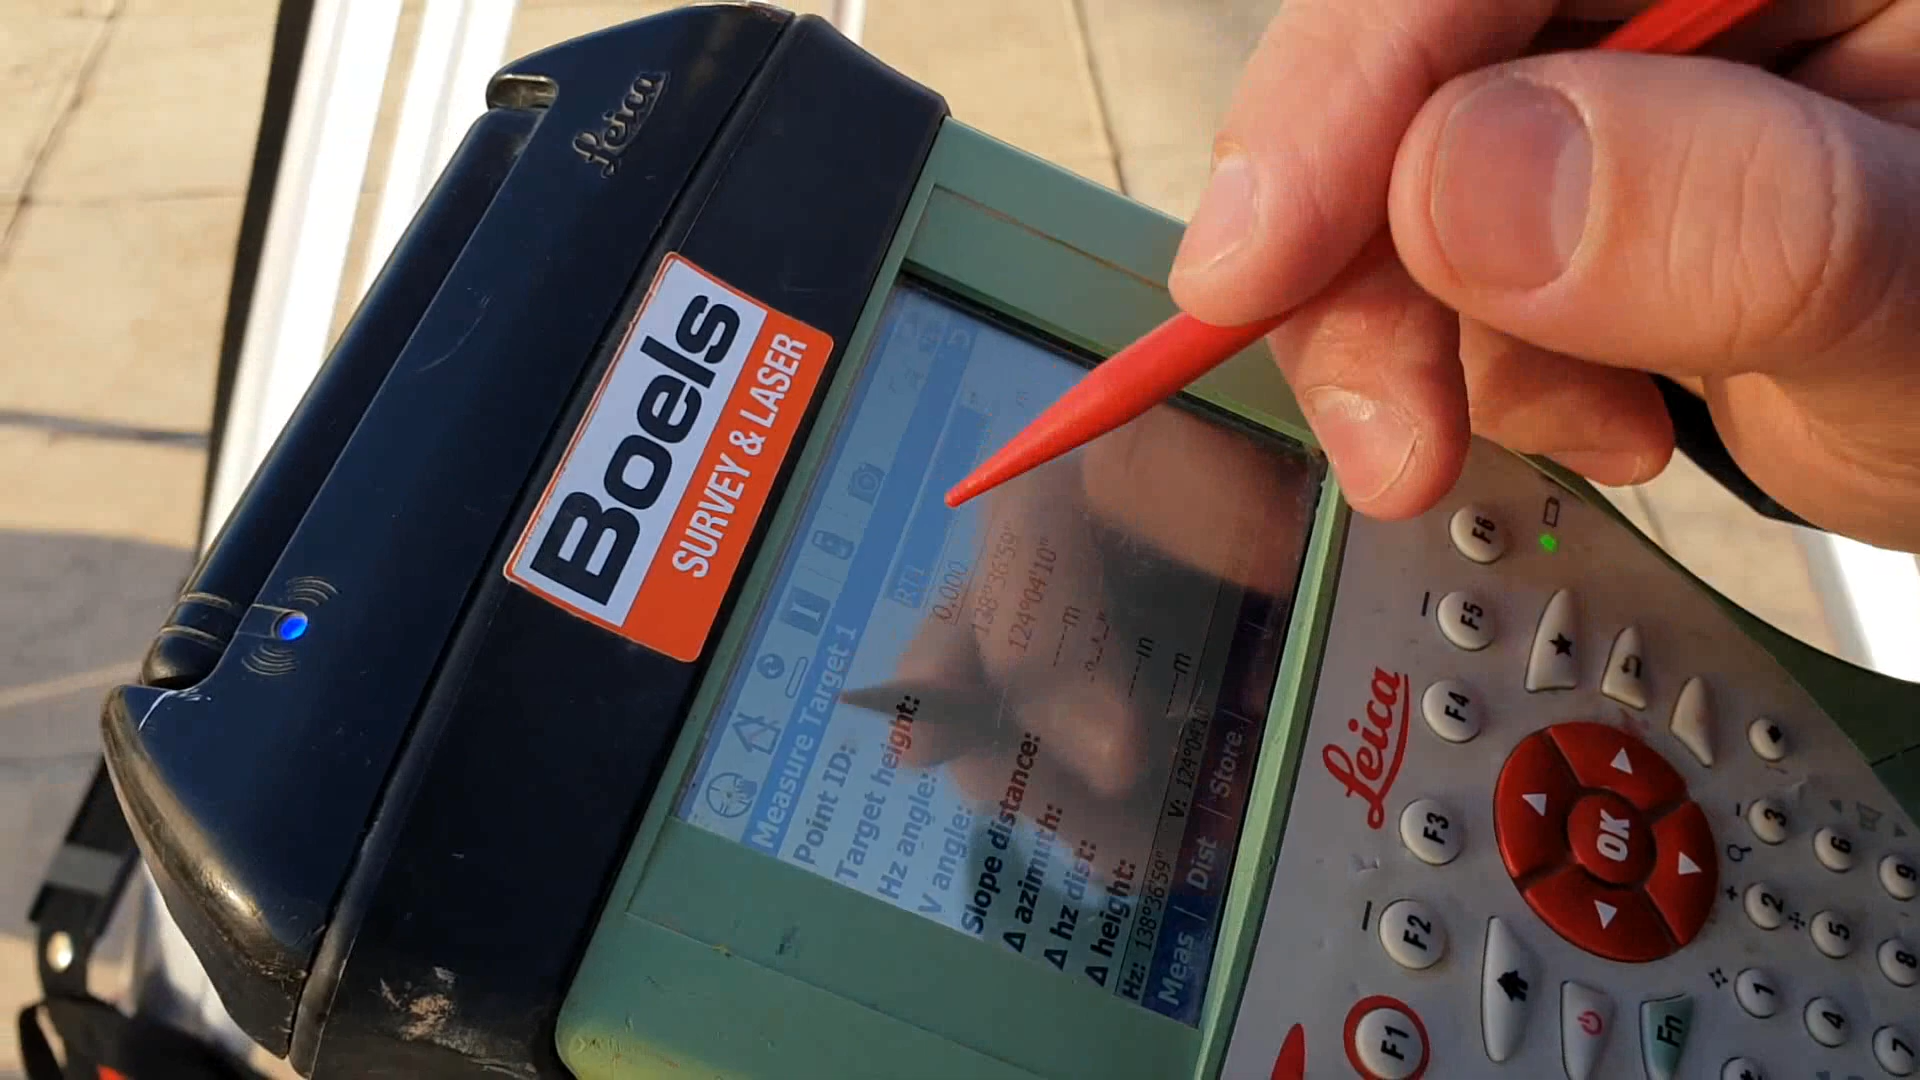 Leica
Boels
SURVEY & LASER
Measure Target 1
Point ID: RT1
Target height: 0.000
Hz angle: 138°36'59"
V angle: 124°04'10"
Slope distance: -----m
Δ azimuth:
Δ hz dist: -----m
Δ height: -----m
Hz: 138°36'59" V: 124°04'10"
Meas Dist Store
Leica
F1 F2 F3 F4 F5 F6
OK
Fn
1 2 3
4 5 6
7 8 9